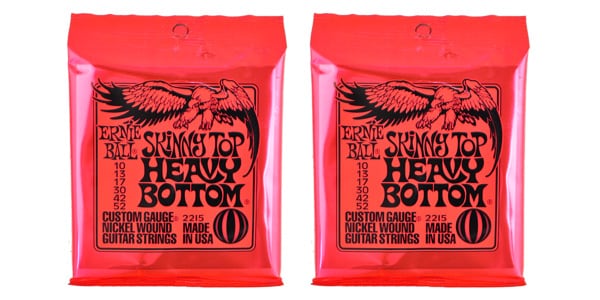 ERNIE
BALL®
SKINNY TOP
HEAVY
BOTTOM®
10
13
17
30
42
52
CUSTOM GAUGE® 2215
NICKEL WOUND MADE
GUITAR STRINGS IN USA
ERNIE
BALL®
SKINNY TOP
HEAVY
BOTTOM®
10
13
17
30
42
52
CUSTOM GAUGE® 2215
NICKEL WOUND MADE
GUITAR STRINGS IN USA